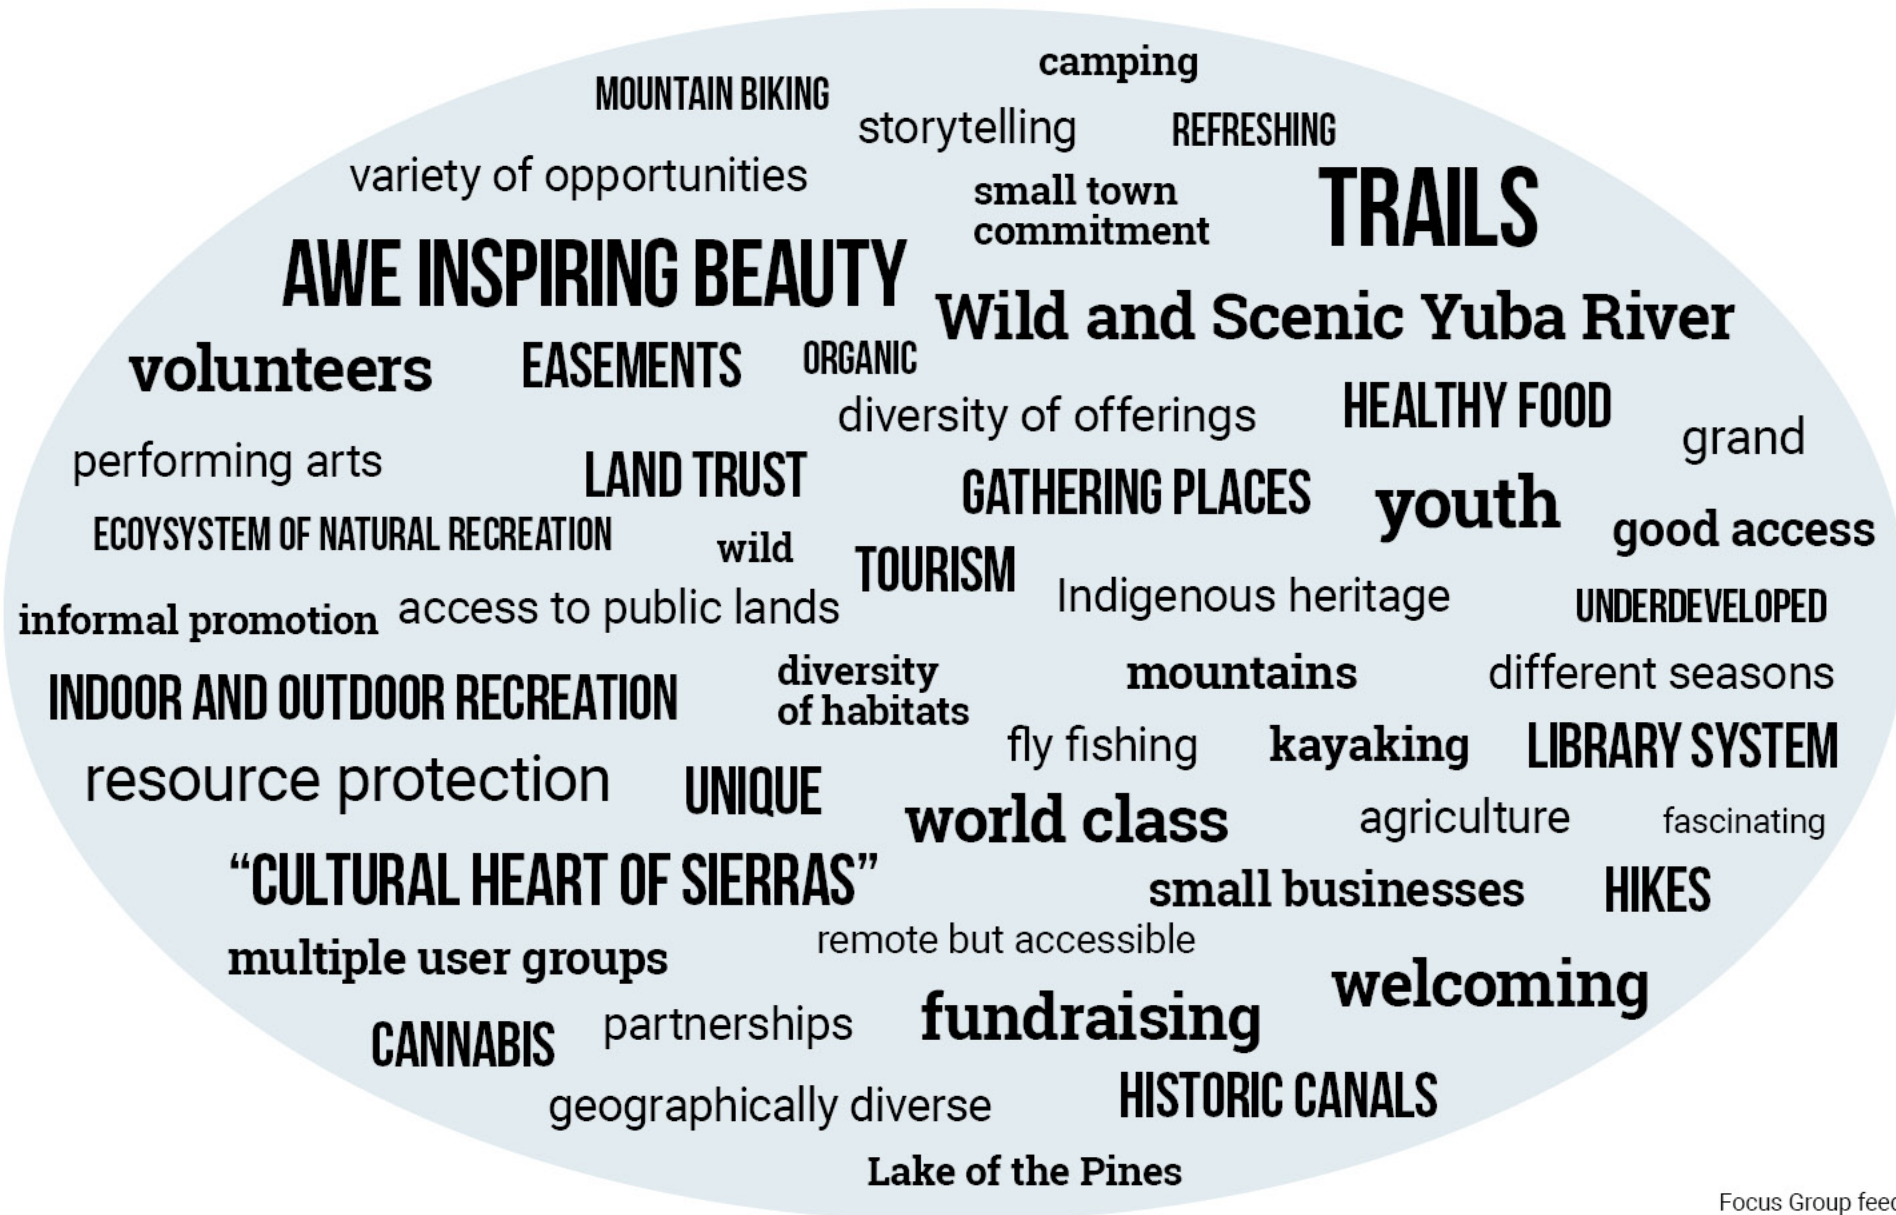 camping
MOUNTAIN BIKING
storytelling
REFRESHING
variety of opportunities
small town
commitment
TRAILS
AWE INSPIRING BEAUTY
Wild and Scenic Yuba River
volunteers
EASEMENTS
ORGANIC
diversity of offerings
HEALTHY FOOD
grand
performing arts
LAND TRUST
GATHERING PLACES
youth
good access
ECOYSYSTEM OF NATURAL RECREATION
wild
TOURISM
Indigenous heritage
UNDERDEVELOPED
informal promotion
access to public lands
INDOOR AND OUTDOOR RECREATION
diversity
of habitats
mountains
different seasons
fly fishing
kayaking
LIBRARY SYSTEM
resource protection
UNIQUE
world class
agriculture
fascinating
“CULTURAL HEART OF SIERRAS”
small businesses
HIKES
multiple user groups
remote but accessible
welcoming
CANNABIS
partnerships
fundraising
geographically diverse
HISTORIC CANALS
Lake of the Pines
Focus Group